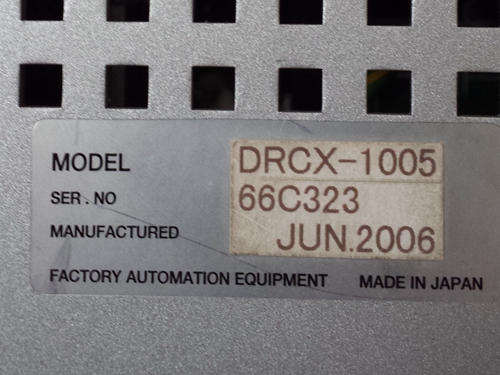 MODEL DRCX-1005
SER . NO 66C323
MANUFACTURED JUN.2006
FACTORY AUTOMATION EQUIPMENT MADE IN JAPAN